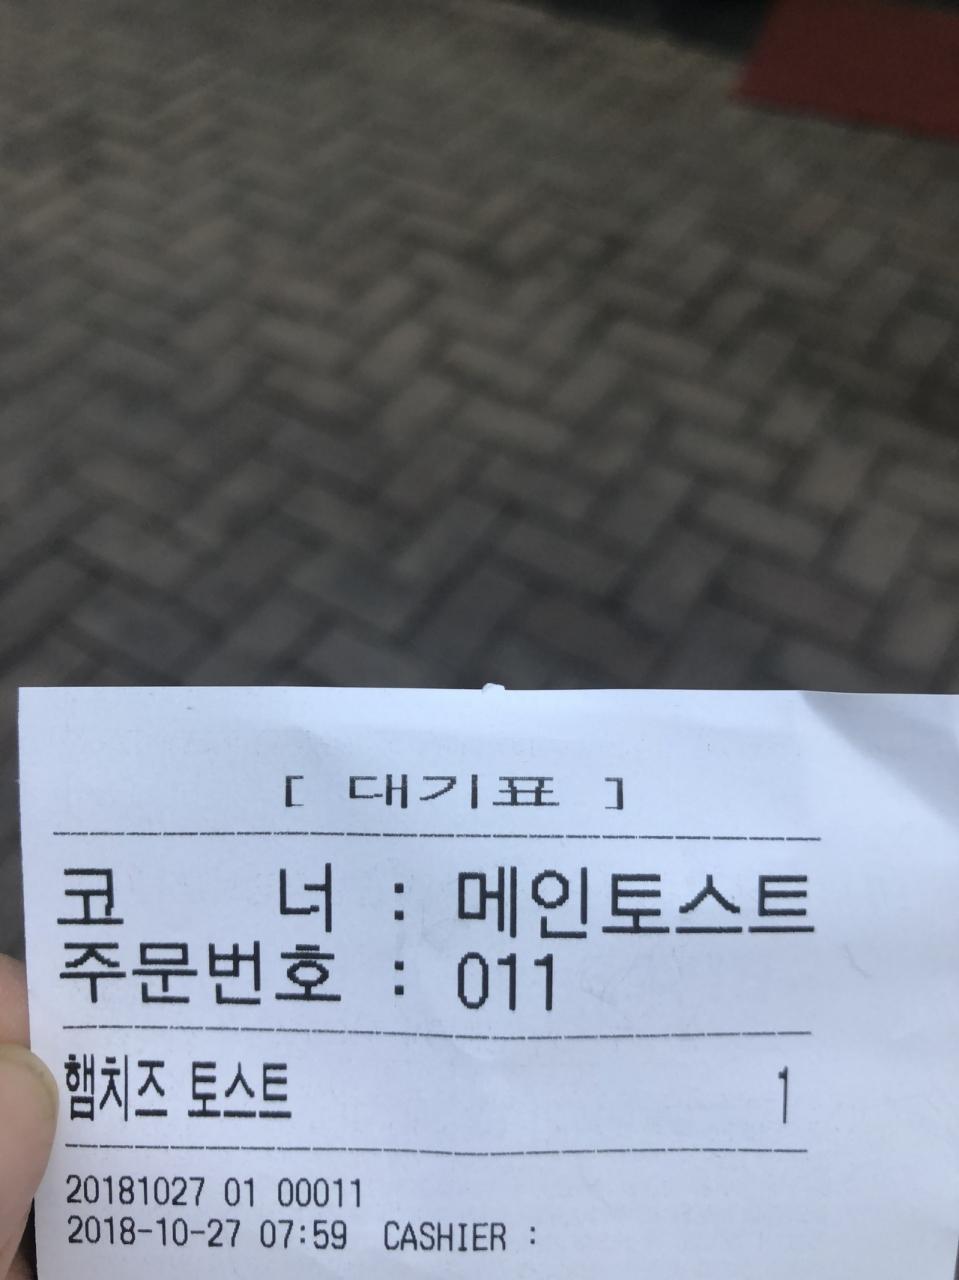 [ 대기표 ]
코 너 : 메인토스트
주문번호 : 011
햄치즈 토스트 1
20181027 01 00011
2018-10-27 07:59 CASHIER :